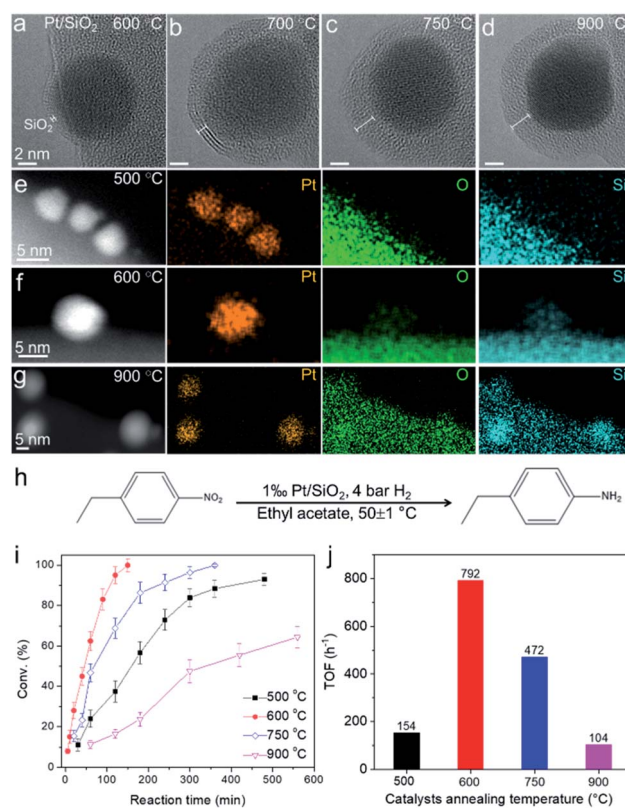 a Pt/SiO₂ 600 °C b 700 °C c 750 °C d 900 °C
SiO₂
2 nm
e 500 °C Pt O Si
5 nm
f 600 °C Pt O Si
5 nm
g 900 °C Pt O Si
5 nm
h
NO₂ 1‰ Pt/SiO₂, 4 bar H₂ NH₂
Ethyl acetate, 50±1 °C
i
Conv. (%)
100
80
60
40
20
0
500 °C
600 °C
750 °C
900 °C
0 100 200 300 400 500 600
Reaction time (min)
j
TOF (h⁻¹)
800
600
400
200
0
154 792 472 104
500 600 750 900
Catalysts annealing temperature (°C)